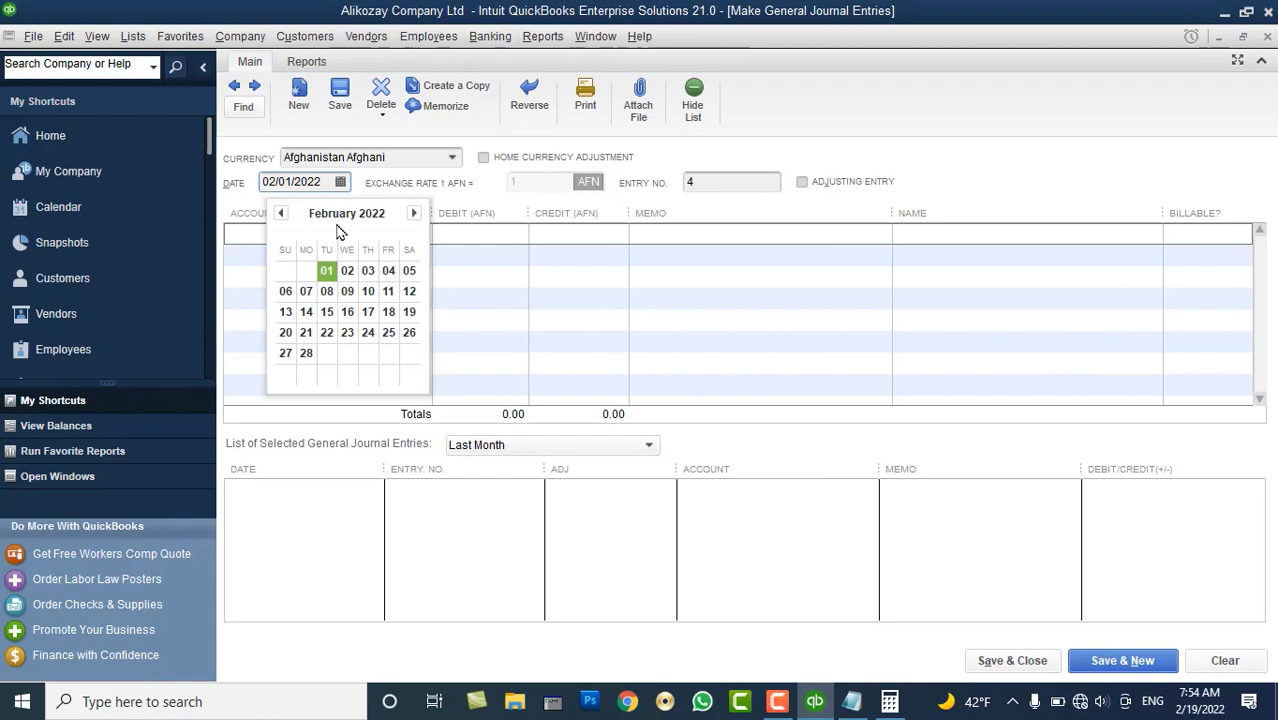 Alikozay Company Ltd - Intuit QuickBooks Enterprise Solutions 21.0 - [Make General Journal Entries]
File Edit View Lists Favorites Company Customers Vendors Employees Banking Reports Window Help
Search Company or Help
My Shortcuts
Home
My Company
Calendar
Snapshots
Customers
Vendors
Employees
My Shortcuts
View Balances
Run Favorite Reports
Open Windows
Do More With QuickBooks
Get Free Workers Comp Quote
Order Labor Law Posters
Order Checks & Supplies
Promote Your Business
Finance with Confidence
Main Reports
Find New Save Delete Create a Copy Memorize Reverse Print Attach File Hide List
CURRENCY Afghanistan Afghani HOME CURRENCY ADJUSTMENT
DATE 02/01/2022 EXCHANGE RATE 1 AFN = 1 AFN ENTRY NO. 4 ADJUSTING ENTRY
ACCOU DEBIT (AFN) CREDIT (AFN) MEMO NAME BILLABLE?
February 2022
SU MO TU WE TH FR SA
01 02 03 04 05
06 07 08 09 10 11 12
13 14 15 16 17 18 19
20 21 22 23 24 25 26
27 28
Totals 0.00 0.00
List of Selected General Journal Entries: Last Month
DATE ENTRY. NO. ADJ ACCOUNT MEMO DEBIT/CREDIT(+/-)
Save & Close Save & New Clear
Type here to search
Ps
qb
42°F ENG
7:54 AM
2/19/2022